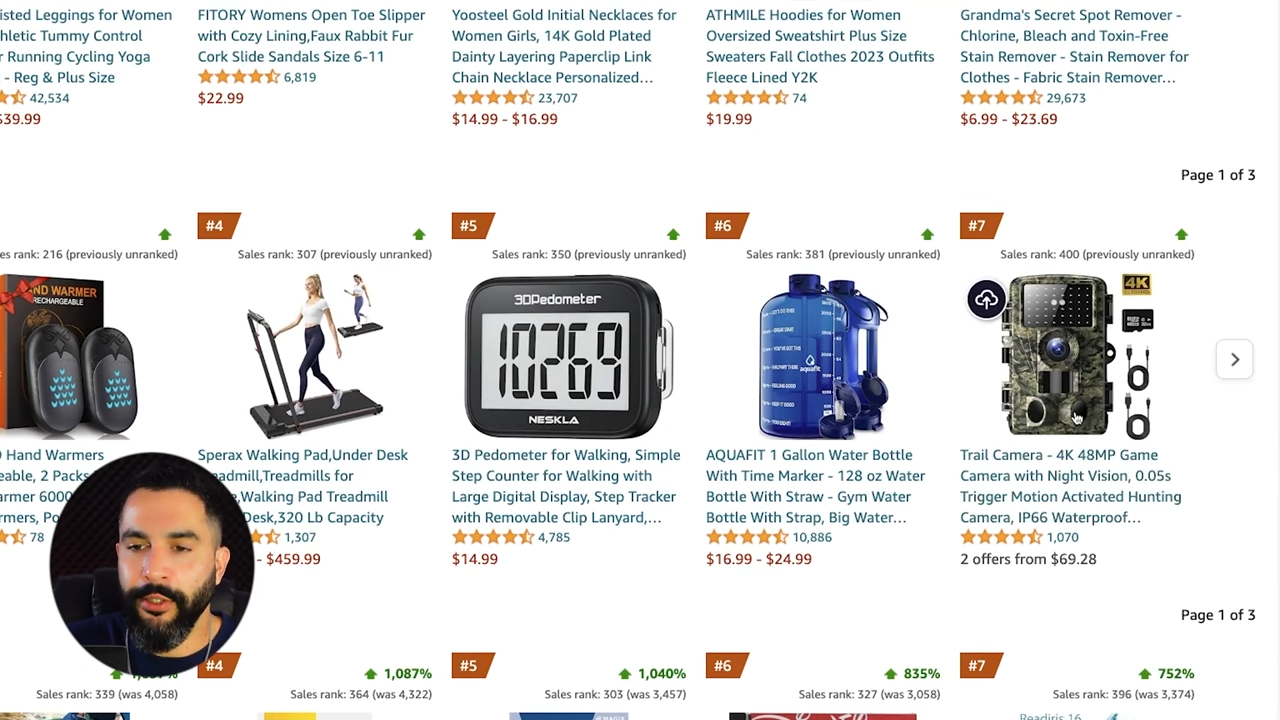 isted Leggings for Women
hletic Tummy Control
r Running Cycling Yoga
- Reg & Plus Size
42,534
$39.99
FITORY Womens Open Toe Slipper
with Cozy Lining,Faux Rabbit Fur
Cork Slide Sandals Size 6-11
6,819
$22.99
Yoosteel Gold Initial Necklaces for
Women Girls, 14K Gold Plated
Dainty Layering Paperclip Link
Chain Necklace Personalized…
23,707
$14.99 - $16.99
ATHMILE Hoodies for Women
Oversized Sweatshirt Plus Size
Sweaters Fall Clothes 2023 Outfits
Fleece Lined Y2K
74
$19.99
Grandma's Secret Spot Remover -
Chlorine, Bleach and Toxin-Free
Stain Remover - Stain Remover for
Clothes - Fabric Stain Remover…
29,673
$6.99 - $23.69
Page 1 of 3
es rank: 216 (previously unranked)
ND WARMER
RECHARGEABLE
Hand Warmers
eable, 2 Packs
armer 6000
rmers, Po
78
#4
Sales rank: 307 (previously unranked)
Sperax Walking Pad,Under Desk
eadmill,Treadmills for
e,Walking Pad Treadmill
Desk,320 Lb Capacity
1,307
- $459.99
#5
Sales rank: 350 (previously unranked)
3DPedometer
10269
NESKLA
3D Pedometer for Walking, Simple
Step Counter for Walking with
Large Digital Display, Step Tracker
with Removable Clip Lanyard,…
4,785
$14.99
#6
Sales rank: 381 (previously unranked)
aquafit
AQUAFIT 1 Gallon Water Bottle
With Time Marker - 128 oz Water
Bottle With Straw - Gym Water
Bottle With Strap, Big Water…
10,886
$16.99 - $24.99
#7
Sales rank: 400 (previously unranked)
4K
Trail Camera - 4K 48MP Game
Camera with Night Vision, 0.05s
Trigger Motion Activated Hunting
Camera, IP66 Waterproof…
1,070
2 offers from $69.28
Page 1 of 3
Sales rank: 339 (was 4,058)
#4
1,087%
Sales rank: 364 (was 4,322)
#5
1,040%
Sales rank: 303 (was 3,457)
#6
835%
Sales rank: 327 (was 3,058)
#7
752%
Sales rank: 396 (was 3,374)
Readiris 16